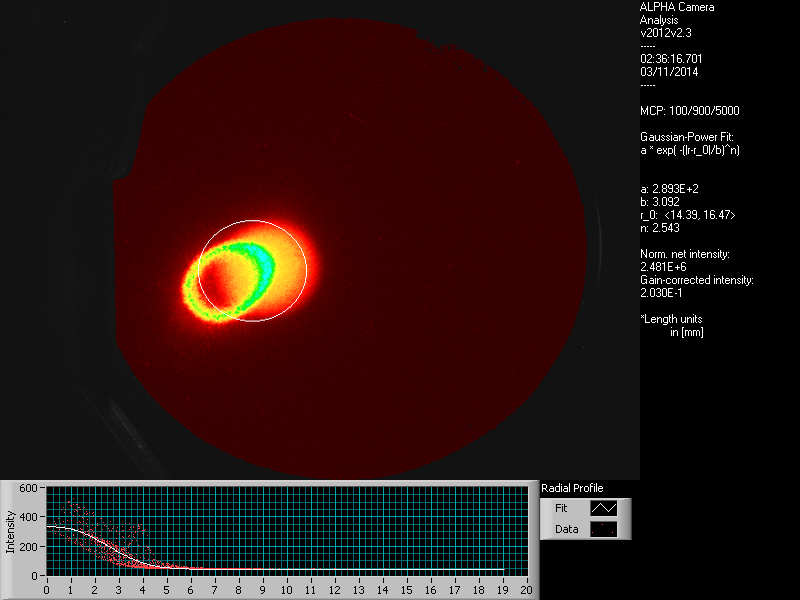 ALPHA Camera
Analysis
v2012v2.3
-----
02:36:16.701
03/11/2014
-----
MCP: 100/900/5000
Gaussian-Power Fit:
a * exp( -(|r-r_0|/b)^n)
a: 2.893E+2
b: 3.092
r_0: <14.39, 16.47>
n: 2.543
Norm. net intensity:
2.481E+6
Gain-corrected intensity:
2.030E-1
*Length units
in [mm]
Radial Profile
Fit
Data
Intensity
600
400
200
0
0 1 2 3 4 5 6 7 8 9 10 11 12 13 14 15 16 17 18 19 20